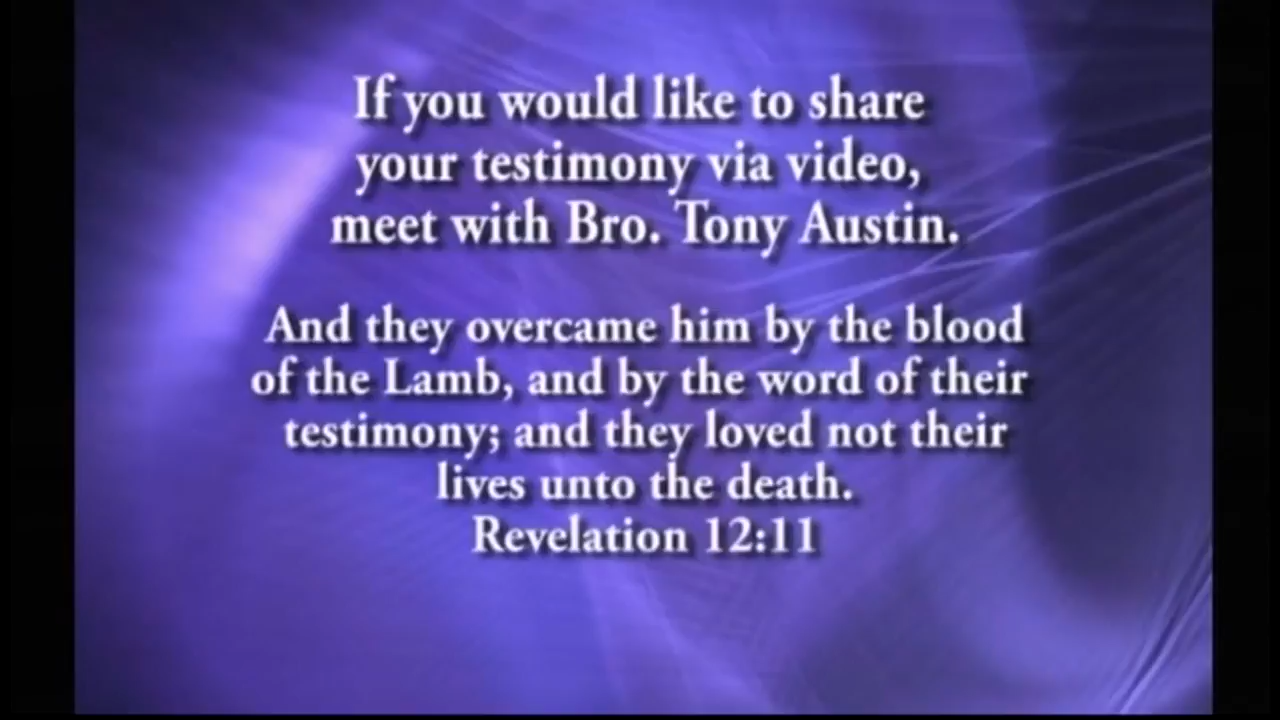 If you would like to share
your testimony via video,
meet with Bro. Tony Austin.
And they overcame him by the blood
of the Lamb, and by the word of their
testimony; and they loved not their
lives unto the death.
Revelation 12:11